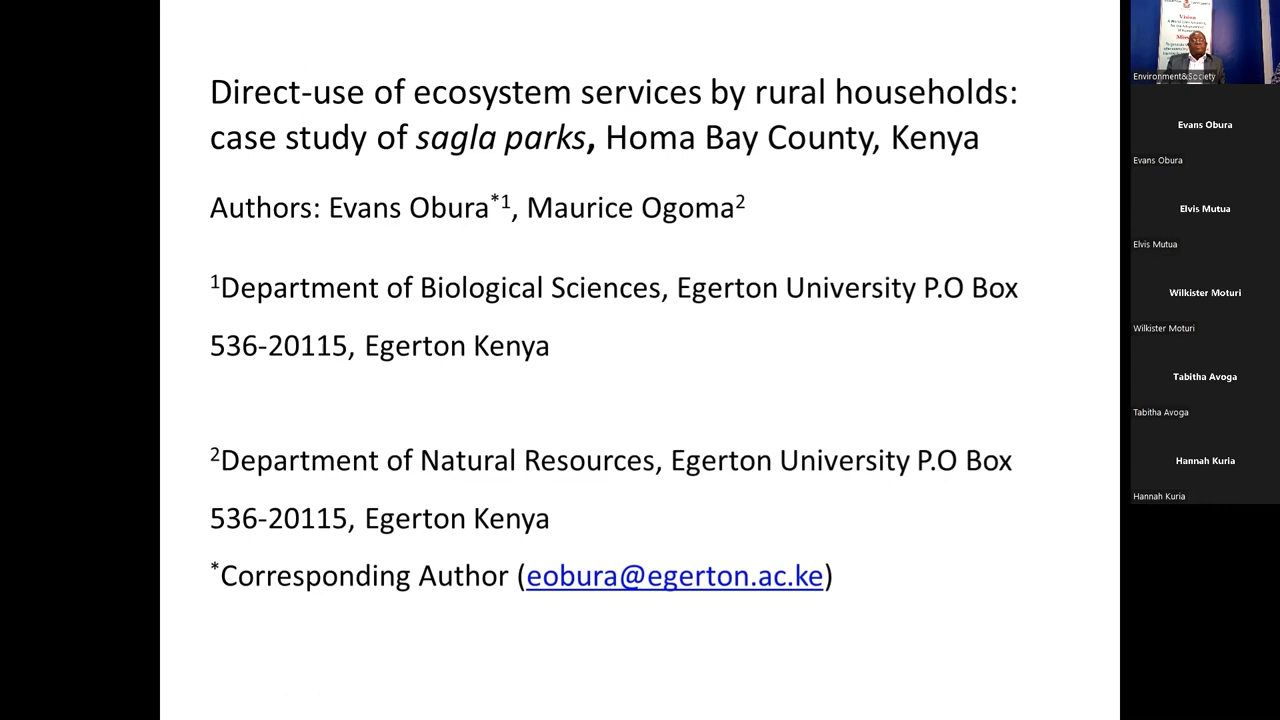 Direct-use of ecosystem services by rural households:
case study of sagla parks, Homa Bay County, Kenya
Authors: Evans Obura*1, Maurice Ogoma2
1Department of Biological Sciences, Egerton University P.O Box
536-20115, Egerton Kenya
2Department of Natural Resources, Egerton University P.O Box
536-20115, Egerton Kenya
*Corresponding Author (eobura@egerton.ac.ke)
Vision
Environment&Society
Evans Obura
Evans Obura
Elvis Mutua
Elvis Mutua
Wilkister Moturi
Wilkister Moturi
Tabitha Avoga
Tabitha Avoga
Hannah Kuria
Hannah Kuria